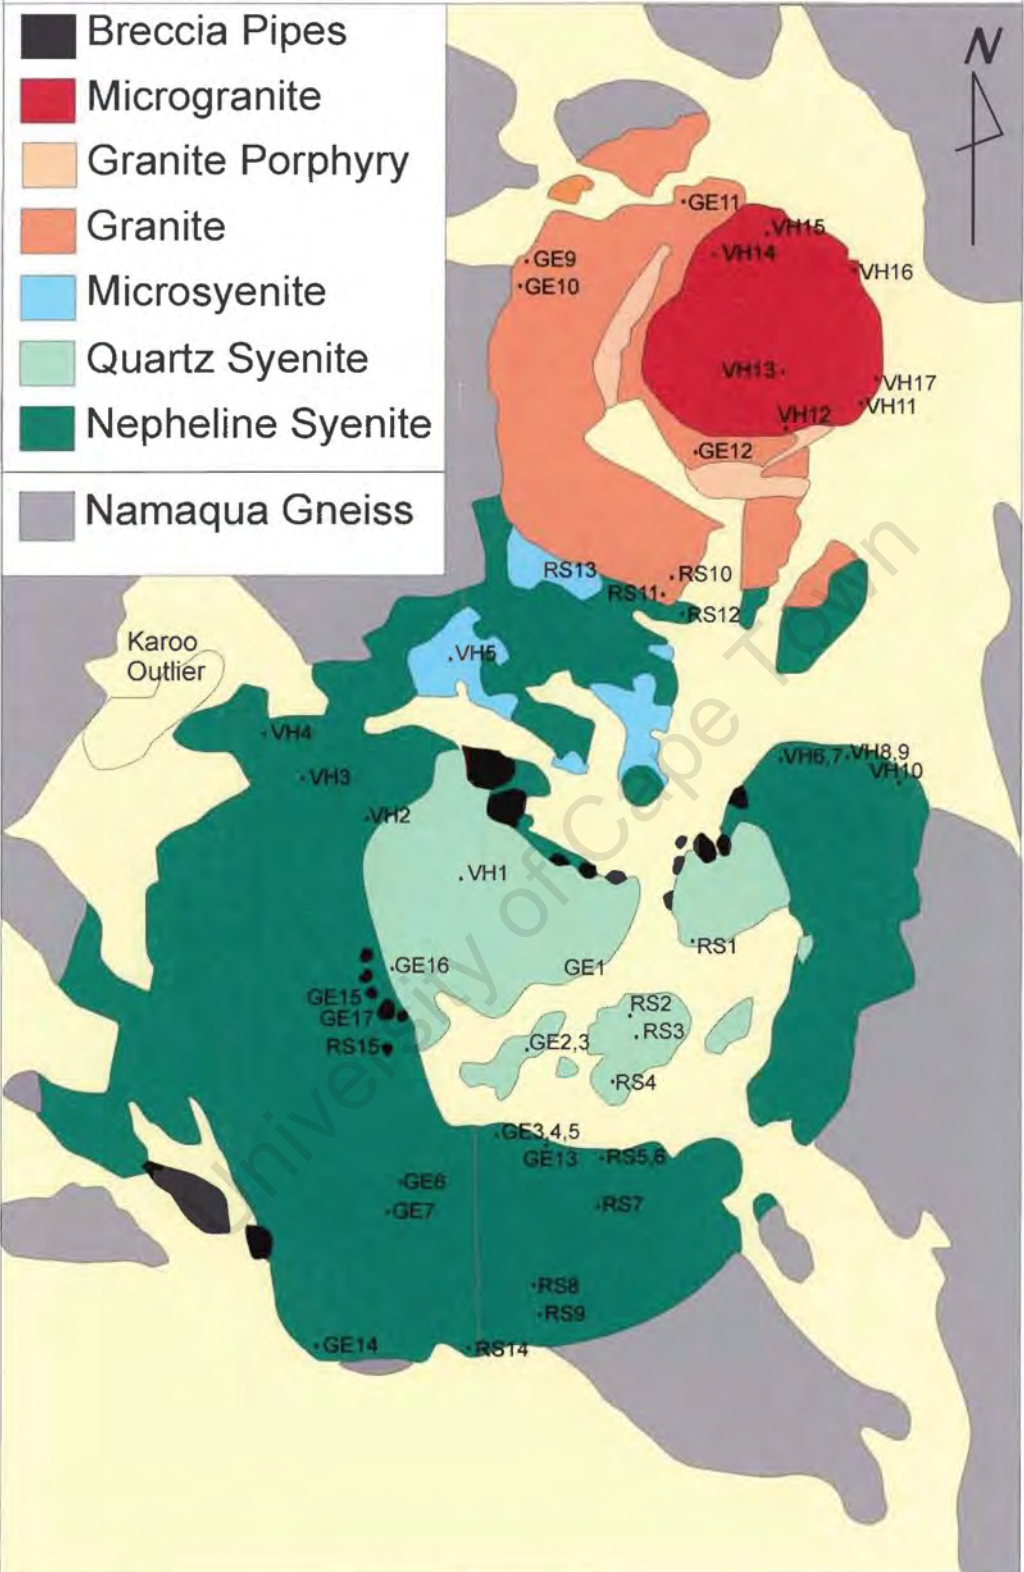 Breccia Pipes
Microgranite
Granite Porphyry
Granite
Microsyenite
Quartz Syenite
Nepheline Syenite
Namaqua Gneiss
N
GE11
VH15
VH14
GE9
VH16
GE10
VH13
VH17
VH11
VH12
GE12
RS13
RS10
RS11
RS12
Karoo
Outlier
VH5
VH4
VH6,7
VH8,9
VH10
VH3
VH2
VH1
RS1
GE16
GE1
GE15
GE17
RS2
RS3
RS15
GE2,3
RS4
GE3,4,5
GE13
RS5,6
GE6
GE7
RS7
RS8
RS9
GE14
RS14
University of Cape Town